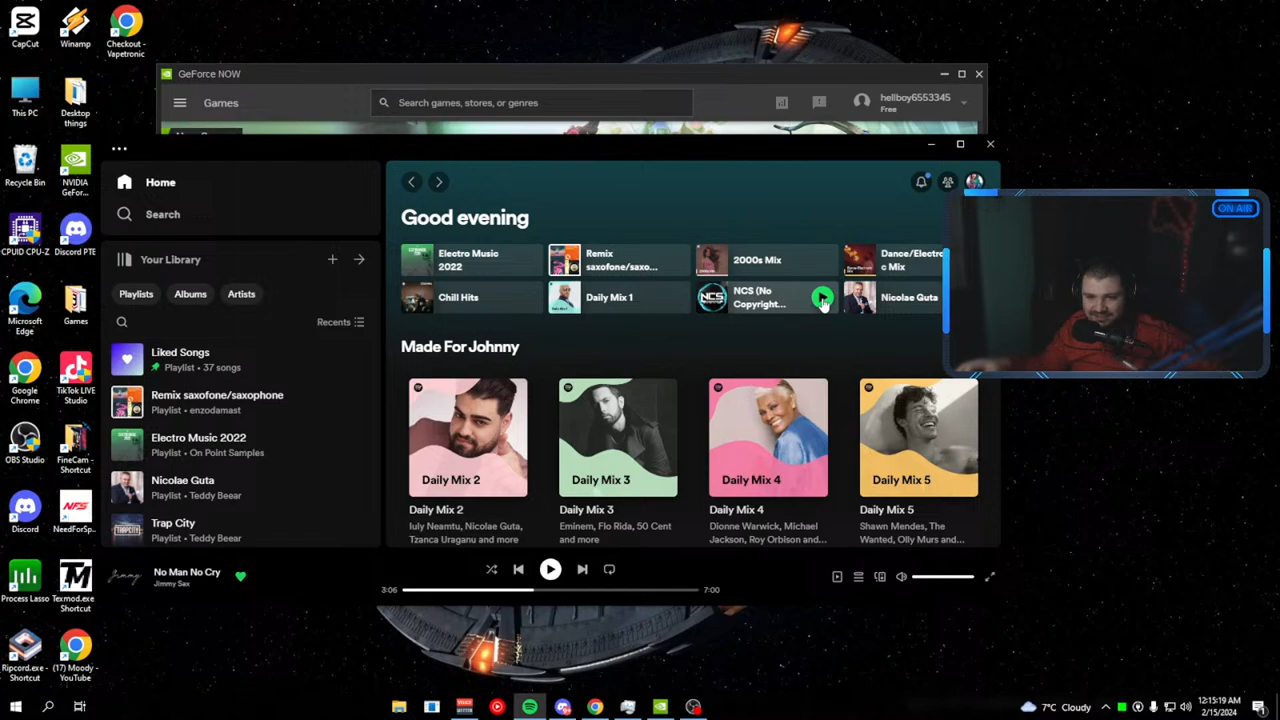 CapCut
Winamp
Checkout -
Vapetronic
This PC
Desktop
things
Recycle Bin
NVIDIA
GeFor...
CPUID CPU-Z
Discord PTB
Microsoft
Edge
Games
Google
Chrome
TikTok LIVE
Studio
OBS Studio
FineCam -
Shortcut
Discord
NeedForSp...
Process Lasso
Texmod.exe
Shortcut
Ripcord.exe -
Shortcut
(17) Moody -
YouTube
GeForce NOW
Games
Search games, stores, or genres
hellboy6553345
Free
Home
Search
Your Library
Playlists
Albums
Artists
Recents
Liked Songs
Playlist • 37 songs
Remix saxofone/saxophone
Playlist • enzodamast
Electro Music 2022
Playlist • On Point Samples
Nicolae Guta
Playlist • Teddy Beear
Trap City
Playlist • Teddy Beear
Good evening
Electro Music
2022
Remix
saxofone/saxo...
2000s Mix
Dance/Electro
c Mix
Chill Hits
Daily Mix 1
NCS
NCS (No
Copyright...
Nicolae Guta
Made For Johnny
Daily Mix 2
Daily Mix 3
Daily Mix 4
Daily Mix 5
Daily Mix 2
Iuly Neamtu, Nicolae Guta,
Tzanca Uraganu and more
Daily Mix 3
Eminem, Flo Rida, 50 Cent
and more
Daily Mix 4
Dionne Warwick, Michael
Jackson, Roy Orbison and...
Daily Mix 5
Shawn Mendes, The
Wanted, Olly Murs and...
No Man No Cry
Jimmy Sax
3:06
7:00
ON AIR
7°C Cloudy
12:15:19 AM
2/15/2024